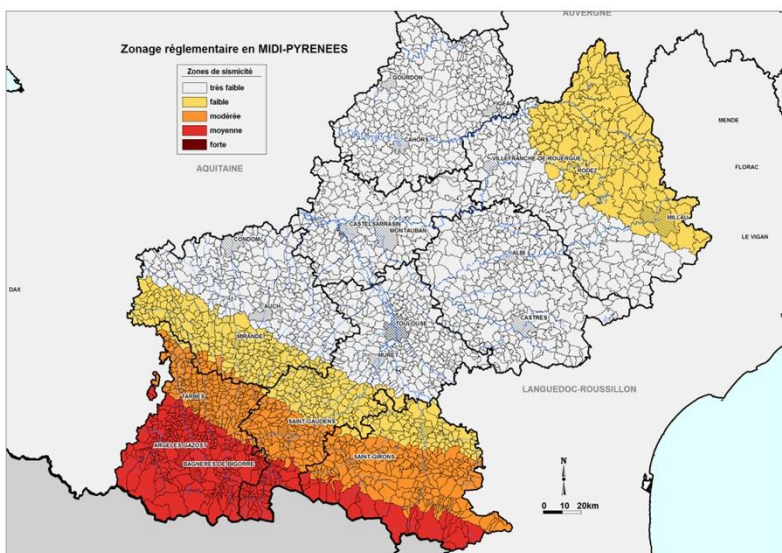 AUVERGNE
Zonage réglementaire en MIDI-PYRENEES
Zones de sismicité
très faible
faible
modérée
moyenne
forte
AQUITAINE
GOURDON
FIGEAC
CAHORS
MENDE
FLORAC
VILLEFRANCHE-DE-ROUERGUE
RODEZ
MILLAU
LE VIGAN
CASTELSARRASIN
MONTAUBAN
CONDOM
ALBI
DAX
AUCH
TOULOUSE
CASTRES
MIRANDE
MURET
LANGUEDOC-ROUSSILLON
TARBES
SAINT-GAUDENS
ARGELES GAZOST
SAINT-GIRONS
BAGNERES DE BIGORRE
N
0 10 20km